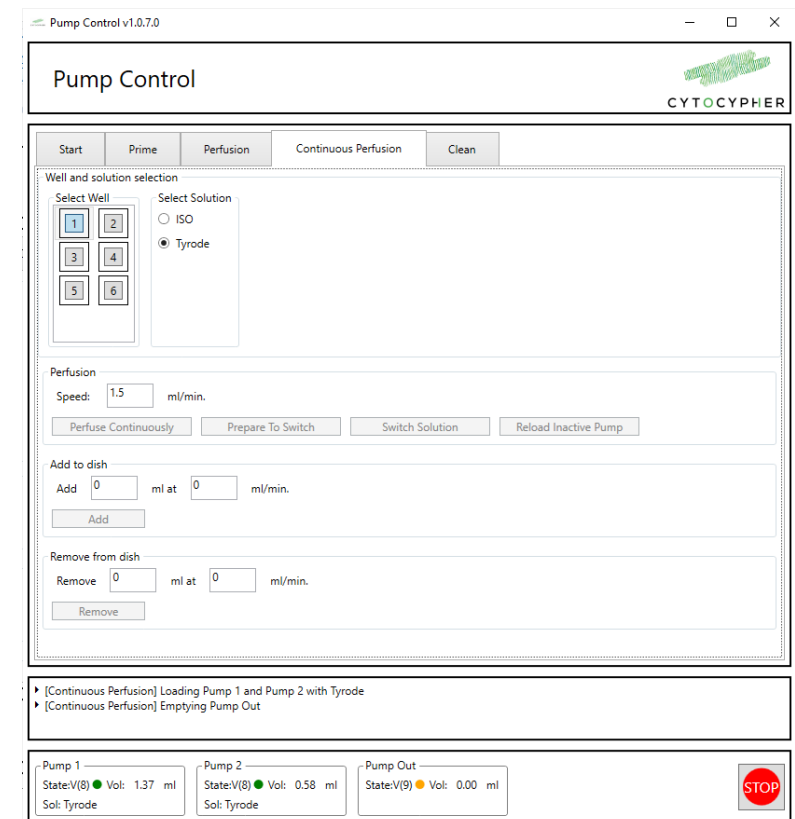 Pump Control v1.0.7.0
Pump Control
CYTOCYPHER
Start Prime Perfusion Continuous Perfusion Clean
Well and solution selection
Select Well Select Solution
1 2 ISO
Tyrode
3 4
5 6
Perfusion
Speed: 1.5 ml/min.
Perfuse Continuously Prepare To Switch Switch Solution Reload Inactive Pump
Add to dish
Add 0 ml at 0 ml/min.
Add
Remove from dish
Remove 0 ml at 0 ml/min.
Remove
[Continuous Perfusion] Loading Pump 1 and Pump 2 with Tyrode
[Continuous Perfusion] Emptying Pump Out
Pump 1 Pump 2 Pump Out
State:V(8) Vol: 1.37 ml State:V(8) Vol: 0.58 ml State:V(9) Vol: 0.00 ml STOP
Sol: Tyrode Sol: Tyrode